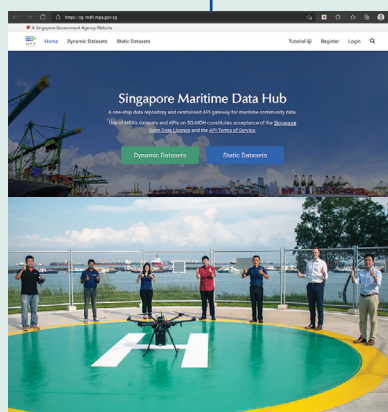 https://sg-mdh.mpa.gov.sg
A Singapore Government Agency Website
MPA Home Dynamic Datasets Static Datasets Tutorial Register Login
Singapore Maritime Data Hub
A one-stop data repository and centralised API gateway for maritime community data
Use of MPA's datasets and APIs on SG-MDH constitutes acceptance of the Singapore
Open Data Licence and the API Terms of Service.
Dynamic Datasets Static Datasets
H